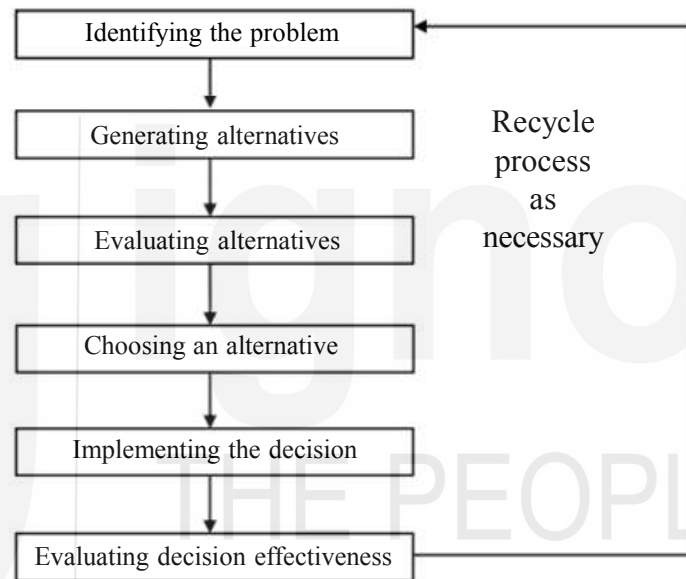 Identifying the problem
Generating alternatives
Evaluating alternatives
Choosing an alternative
Implementing the decision
Evaluating decision effectiveness
Recycle
process
as
necessary
igno
THE PEOPL